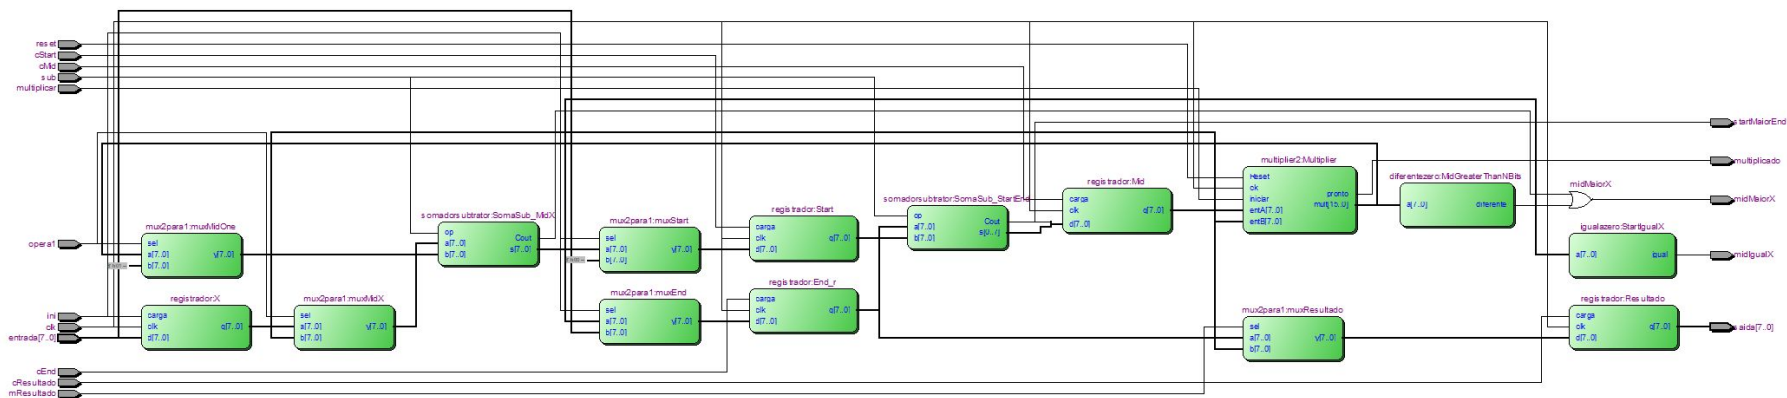 reset
cStart
cMid
sub
multiplicar
opera1
ini
clk
entrada[7..0]
cEnd
cResultado
mResultado
mux2para1:muxMidOne
sel
a[7..0]
b[7..0]
y[7..0]
registrador:X
carga
clk
d[7..0]
q[7..0]
mux2para1:muxMidX
sel
a[7..0]
b[7..0]
y[7..0]
somadorsubtrator:SomaSub_MidX
op
a[7..0]
b[7..0]
Cout
s[0..7]
mux2para1:muxStart
sel
a[7..0]
b[7..0]
y[7..0]
mux2para1:muxEnd
sel
a[7..0]
b[7..0]
y[7..0]
registrador:Start
carga
clk
d[7..0]
q[7..0]
registrador:End_r
carga
clk
d[7..0]
q[7..0]
somadorsubtrator:SomaSub_StartEnd
op
a[7..0]
b[7..0]
Cout
s[0..7]
registrador:Mid
carga
clk
d[7..0]
q[7..0]
multiplier2:Multiplier
Reset
clk
iniciar
entA[7..0]
entB[7..0]
pronto
mult[15..0]
mux2para1:muxResultado
sel
a[7..0]
b[7..0]
y[7..0]
diferentezero:MidGreaterThanNBits
a[7..0]
diferente
midMaiorX
igualazero:StartIgualX
a[7..0]
igual
registrador:Resultado
carga
clk
d[7..0]
q[7..0]
startMaiorEnd
multiplicado
midMaiorX
midIgualX
saida[7..0]